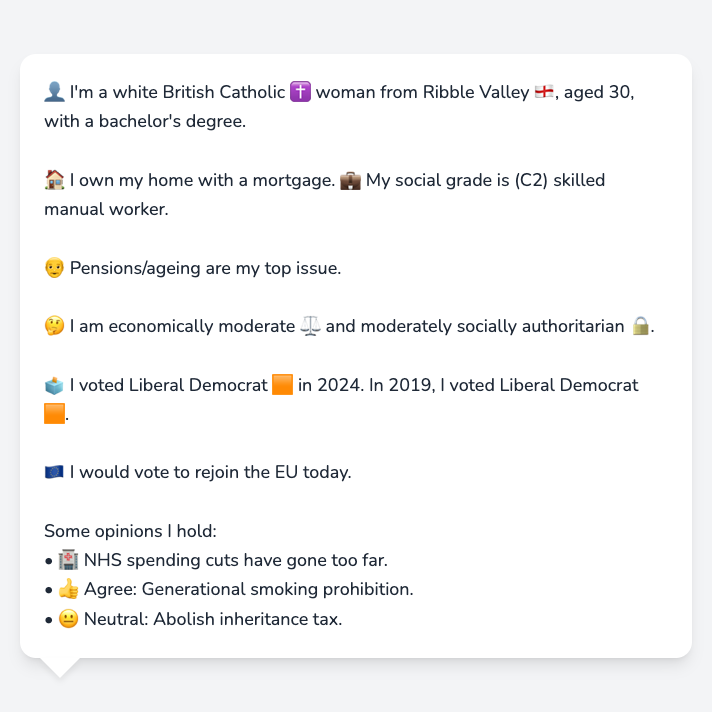 👤 I'm a white British Catholic ✝️ woman from Ribble Valley 🏴󠁧󠁢󠁥󠁮󠁧󠁿, aged 30,
with a bachelor's degree.
🏠 I own my home with a mortgage. 💼 My social grade is (C2) skilled
manual worker.
👴 Pensions/ageing are my top issue.
🤔 I am economically moderate ⚖️ and moderately socially authoritarian 🔒.
🗳️ I voted Liberal Democrat 🟧 in 2024. In 2019, I voted Liberal Democrat
🟧.
🇪🇺 I would vote to rejoin the EU today.
Some opinions I hold:
• 🏥 NHS spending cuts have gone too far.
• 👍 Agree: Generational smoking prohibition.
• 😐 Neutral: Abolish inheritance tax.